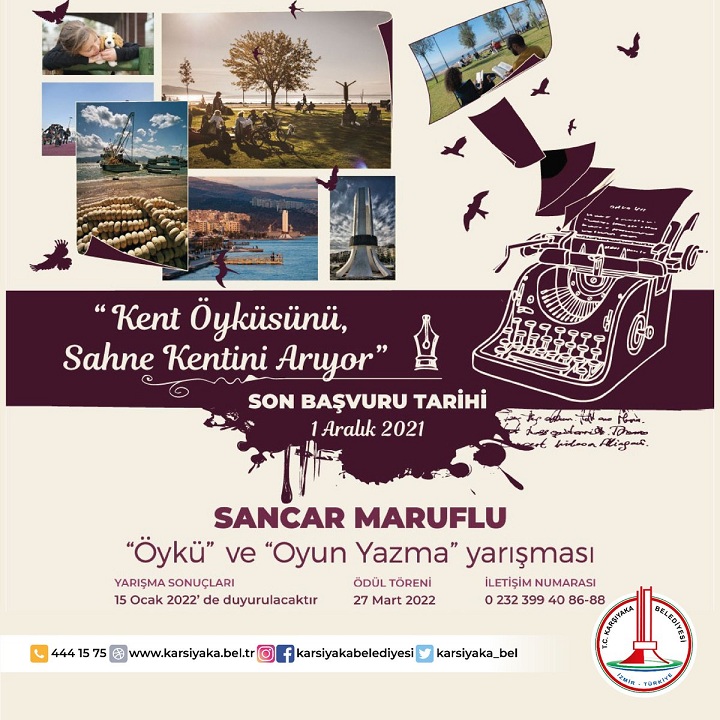 “Kent Öyküsünü,
Sahne Kentini Arıyor”
SON BAŞVURU TARİHİ
1 Aralık 2021
SANCAR MARUFLU
“Öykü” ve “Oyun Yazma” yarışması
YARIŞMA SONUÇLARI
15 Ocak 2022’ de duyurulacaktır
ÖDÜL TÖRENİ
27 Mart 2022
İLETİŞİM NUMARASI
0 232 399 40 86-88
444 15 75 www.karsiyaka.bel.tr karsiyakabelediyesi karsiyaka_bel
T.C. KARŞIYAKA BELEDİYESİ
İZMİR - TÜRKİYE